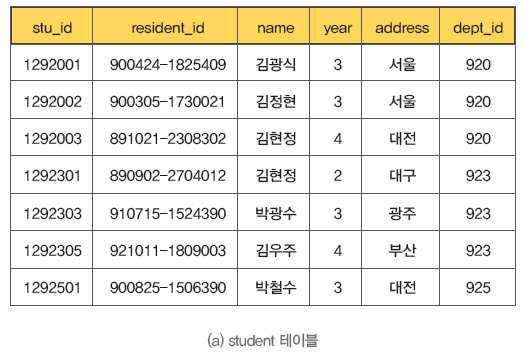 stu_id resident_id name year address dept_id
1292001 900424-1825409 김광식 3 서울 920
1292002 900305-1730021 김정현 3 서울 920
1292003 891021-2308302 김현정 4 대전 920
1292301 890902-2704012 김현정 2 대구 923
1292303 910715-1524390 박광수 3 광주 923
1292305 921011-1809003 김우주 4 부산 923
1292501 900825-1506390 박철수 3 대전 925
(a) student 테이블